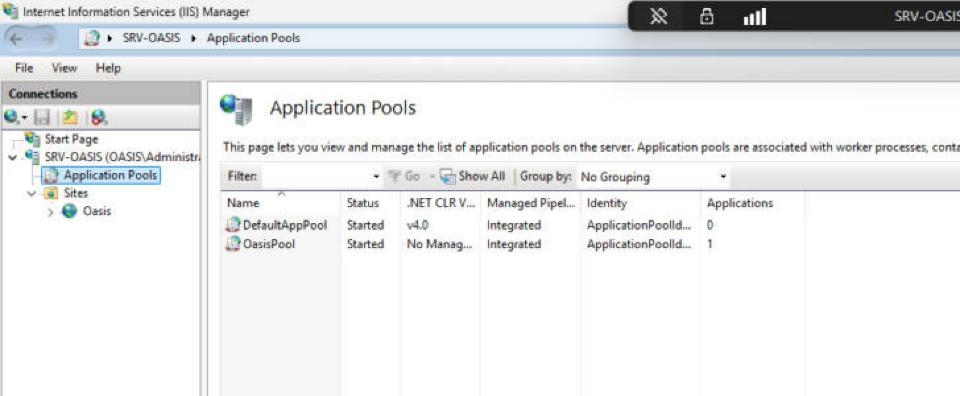 Internet Information Services (IIS) Manager
SRV-OASIS
SRV-OASIS Application Pools
File View Help
Connections
Start Page
SRV-OASIS (OASIS\Administra
Application Pools
Sites
Oasis
Application Pools
This page lets you view and manage the list of application pools on the server. Application pools are associated with worker processes, conta
Filter: Go Show All Group by: No Grouping
Name Status .NET CLR V... Managed Pipel... Identity Applications
DefaultAppPool Started v4.0 Integrated ApplicationPoolId... 0
OasisPool Started No Manag... Integrated ApplicationPoolId... 1